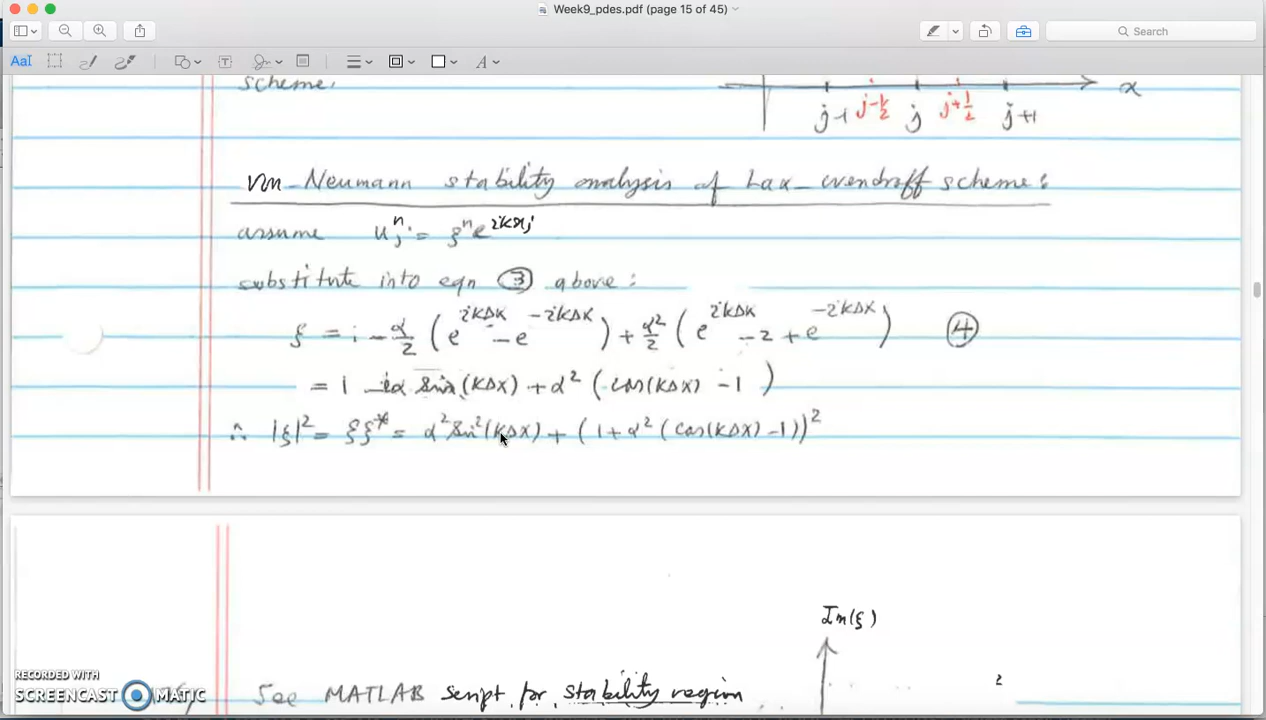 Week9_pdes.pdf (page 15 of 45)
Search
AaI
T
A
scheme.
x
j-1 j-1/2 j j+1/2 j+1
von-Neumann stability analysis of Lax-wendroff scheme:
assume u_j^n = ξ^n e^{ikxj}
substitute into eqn ③ above:
ξ = 1 - α/2 (e^{ikΔx} - e^{-ikΔx}) + α²/2 (e^{ikΔx} - 2 + e^{-ikΔx}) ④
= 1 - iα sin(kΔx) + α² (cos(kΔx) - 1)
∴ |ξ|² = ξξ* = α² sin²(kΔx) + (1 + α² (cos(kΔx) - 1))²
Im(ξ)
See MATLAB script for stability region
2
RECORDED WITH
SCREENCAST MATIC